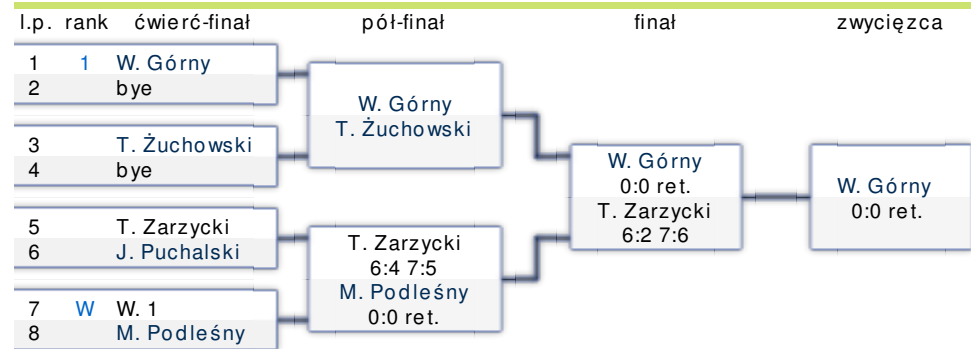 l.p. rank ćwierć-finał pół-finał finał zwycięzca
1 1 W. Górny
2 bye
3 T. Żuchowski
4 bye
5 T. Zarzycki
6 J. Puchalski
7 W W. 1
8 M. Podleśny
W. Górny
T. Żuchowski
T. Zarzycki
6:4 7:5
M. Podleśny
0:0 ret.
W. Górny
0:0 ret.
T. Zarzycki
6:2 7:6
W. Górny
0:0 ret.